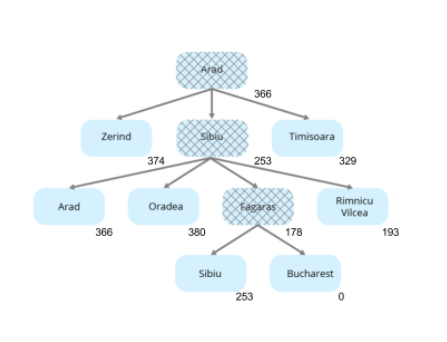 Arad
366
Zerind
Sibiu
Timisoara
374
253
329
Arad
Oradea
Fagaras
Rimnicu
Vilcea
366
380
178
193
Sibiu
Bucharest
253
0